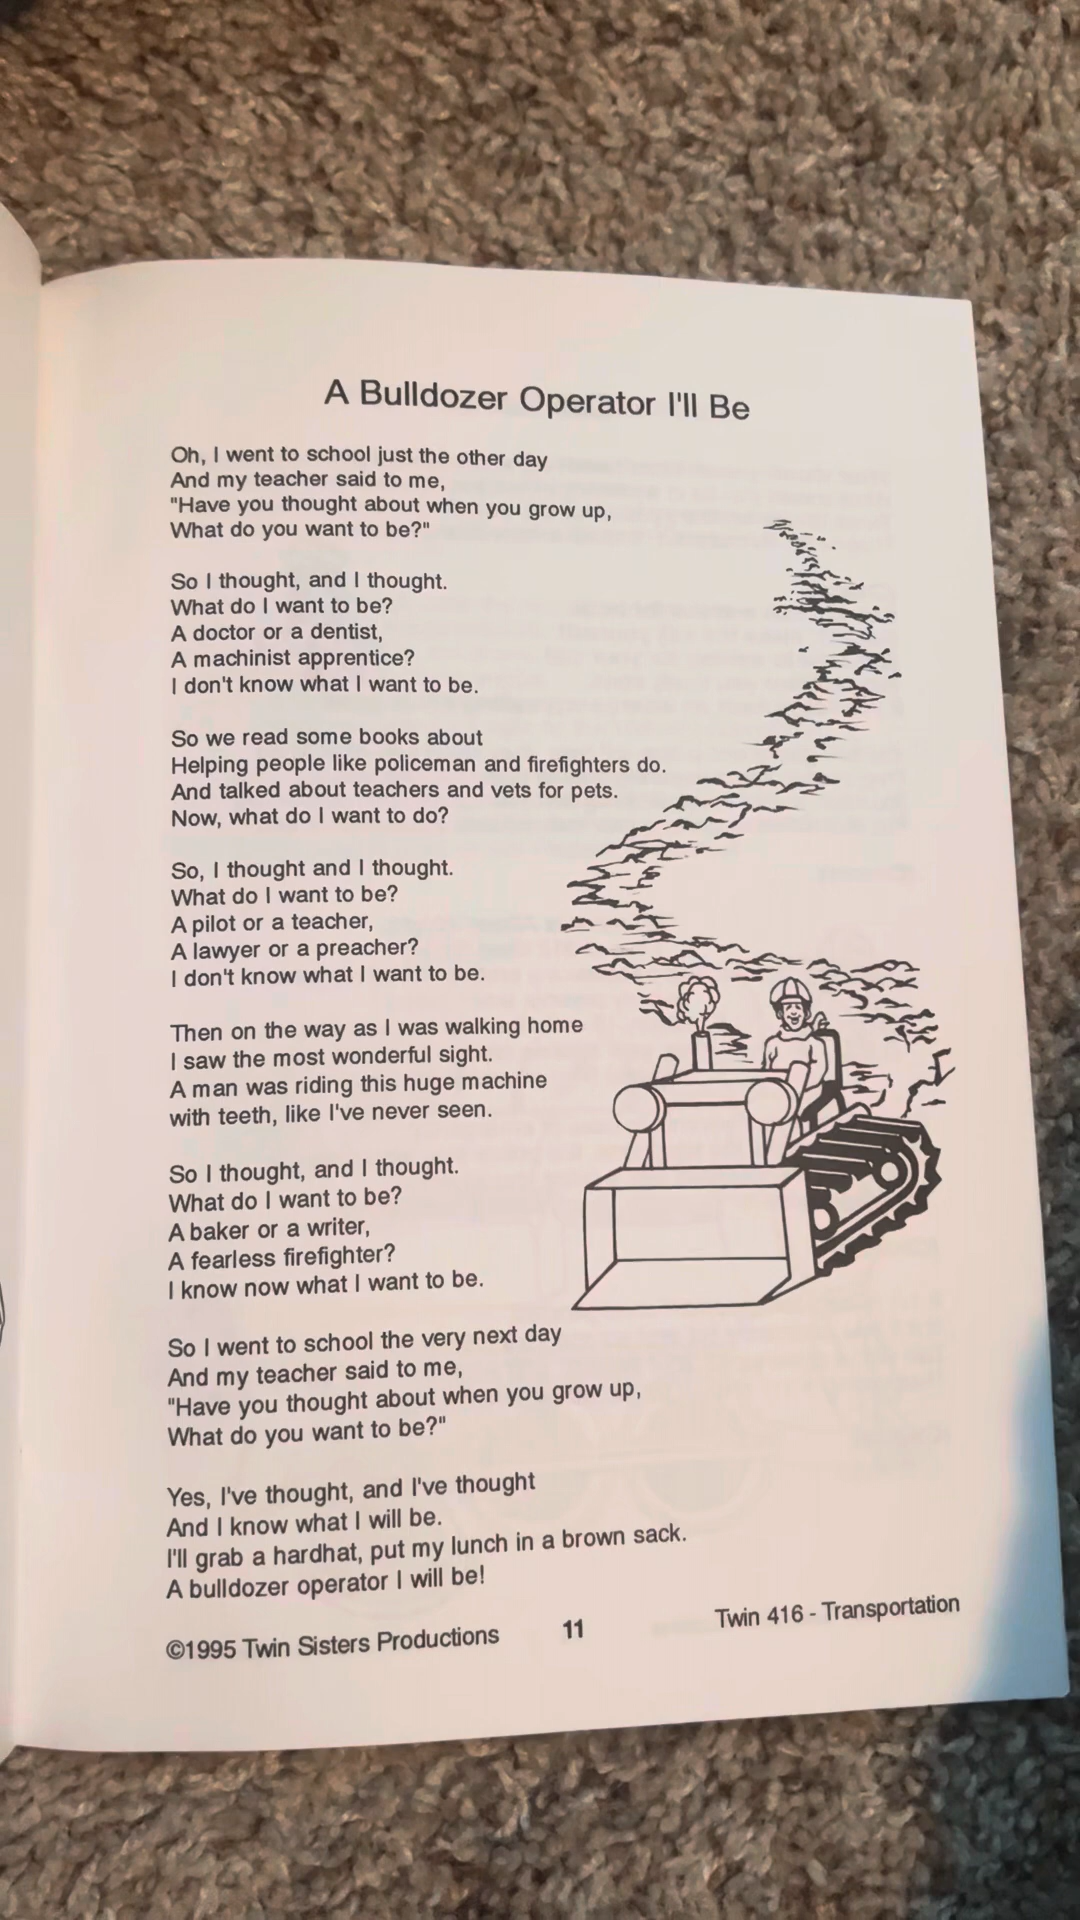 A Bulldozer Operator I'll Be
Oh, I went to school just the other day
And my teacher said to me,
"Have you thought about when you grow up,
What do you want to be?"
So I thought, and I thought.
What do I want to be?
A doctor or a dentist,
A machinist apprentice?
I don't know what I want to be.
So we read some books about
Helping people like policeman and firefighters do.
And talked about teachers and vets for pets.
Now, what do I want to do?
So, I thought and I thought.
What do I want to be?
A pilot or a teacher,
A lawyer or a preacher?
I don't know what I want to be.
Then on the way as I was walking home
I saw the most wonderful sight.
A man was riding this huge machine
with teeth, like I've never seen.
So I thought, and I thought.
What do I want to be?
A baker or a writer,
A fearless firefighter?
I know now what I want to be.
So I went to school the very next day
And my teacher said to me,
"Have you thought about when you grow up,
What do you want to be?"
Yes, I've thought, and I've thought
And I know what I will be.
I'll grab a hardhat, put my lunch in a brown sack.
A bulldozer operator I will be!
©1995 Twin Sisters Productions
11
Twin 416 - Transportation